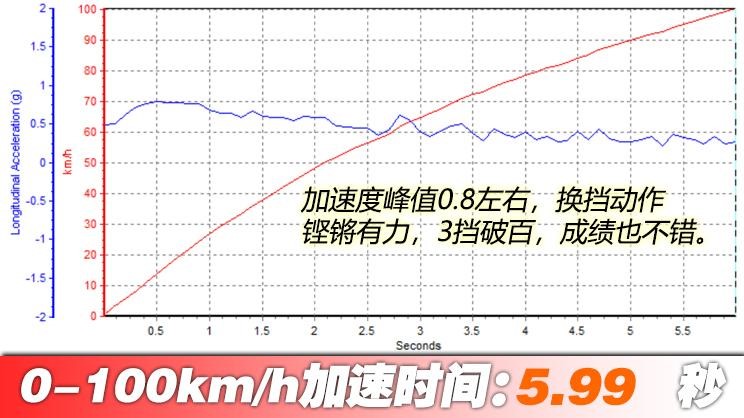 2
1.5
1
0.5
0
-0.5
-1
-1.5
-2
Longitudinal Acceleration (g)
100
90
80
70
60
50
40
30
20
10
0
km/h
加速度峰值0.8左右，换挡动作
铿锵有力，3挡破百，成绩也不错。
0.5 1 1.5 2 2.5 3 3.5 4 4.5 5 5.5
Seconds
0-100km/h加速时间：5.99 秒